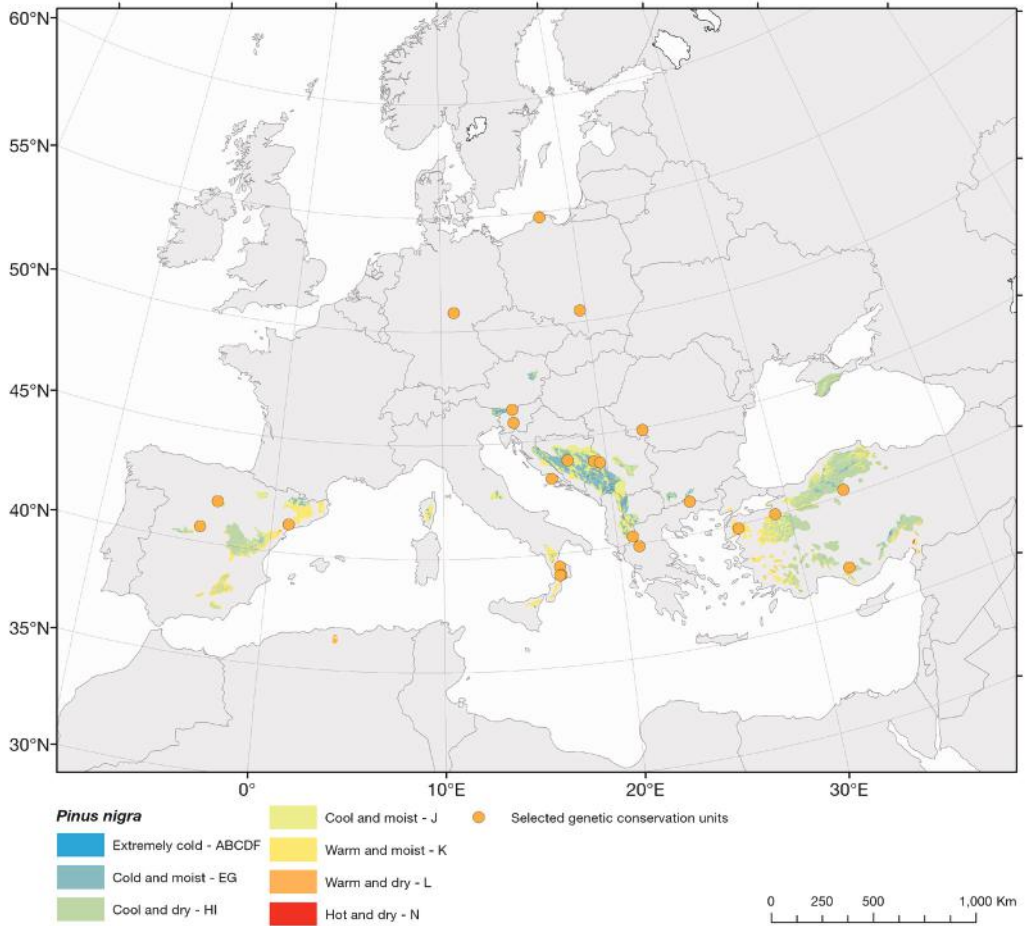 60°N
55°N
50°N
45°N
40°N
35°N
30°N
0°
10°E
20°E
30°E
Pinus nigra
Extremely cold - ABCDF
Cold and moist - EG
Cool and dry - HI
Cool and moist - J
Warm and moist - K
Warm and dry - L
Hot and dry - N
Selected genetic conservation units
0 250 500 1,000 Km